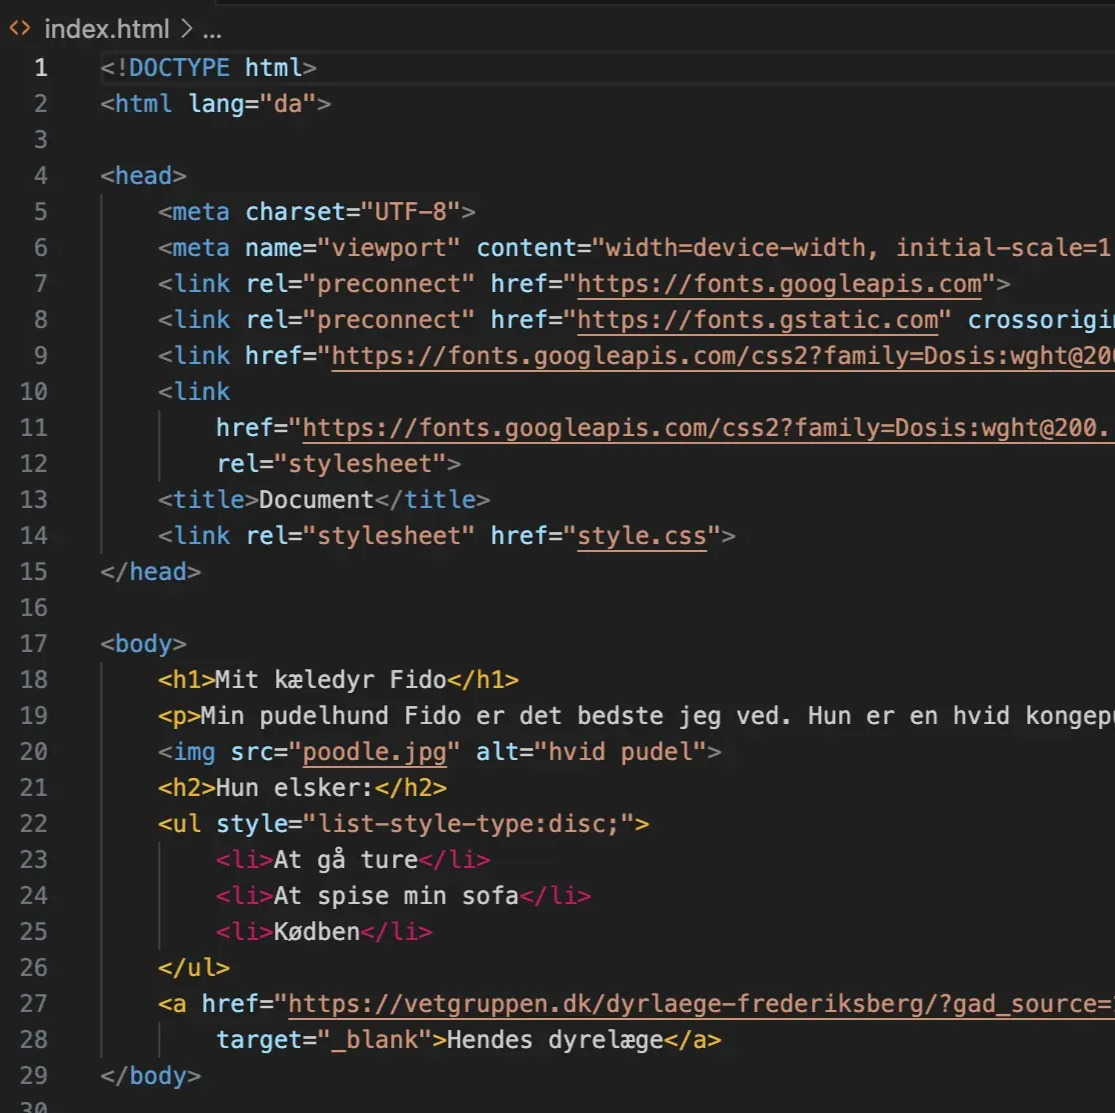 index.html > ...
1 <!DOCTYPE html>
2 <html lang="da">
3
4 <head>
5     <meta charset="UTF-8">
6     <meta name="viewport" content="width=device-width, initial-scale=1
7     <link rel="preconnect" href="https://fonts.googleapis.com">
8     <link rel="preconnect" href="https://fonts.gstatic.com" crossorigin
9     <link href="https://fonts.googleapis.com/css2?family=Dosis:wght@200
10     <link
11         href="https://fonts.googleapis.com/css2?family=Dosis:wght@200.
12         rel="stylesheet">
13     <title>Document</title>
14     <link rel="stylesheet" href="style.css">
15 </head>
16
17 <body>
18     <h1>Mit kæledyr Fido</h1>
19     <p>Min pudelhund Fido er det bedste jeg ved. Hun er en hvid kongepu
20     <img src="poodle.jpg" alt="hvid pudel">
21     <h2>Hun elsker:</h2>
22     <ul style="list-style-type:disc;">
23         <li>At gå ture</li>
24         <li>At spise min sofa</li>
25         <li>Kødben</li>
26     </ul>
27     <a href="https://vetgruppen.dk/dyrlaege-frederiksberg/?gad_source=
28         target="_blank">Hendes dyrelæge</a>
29 </body>
30